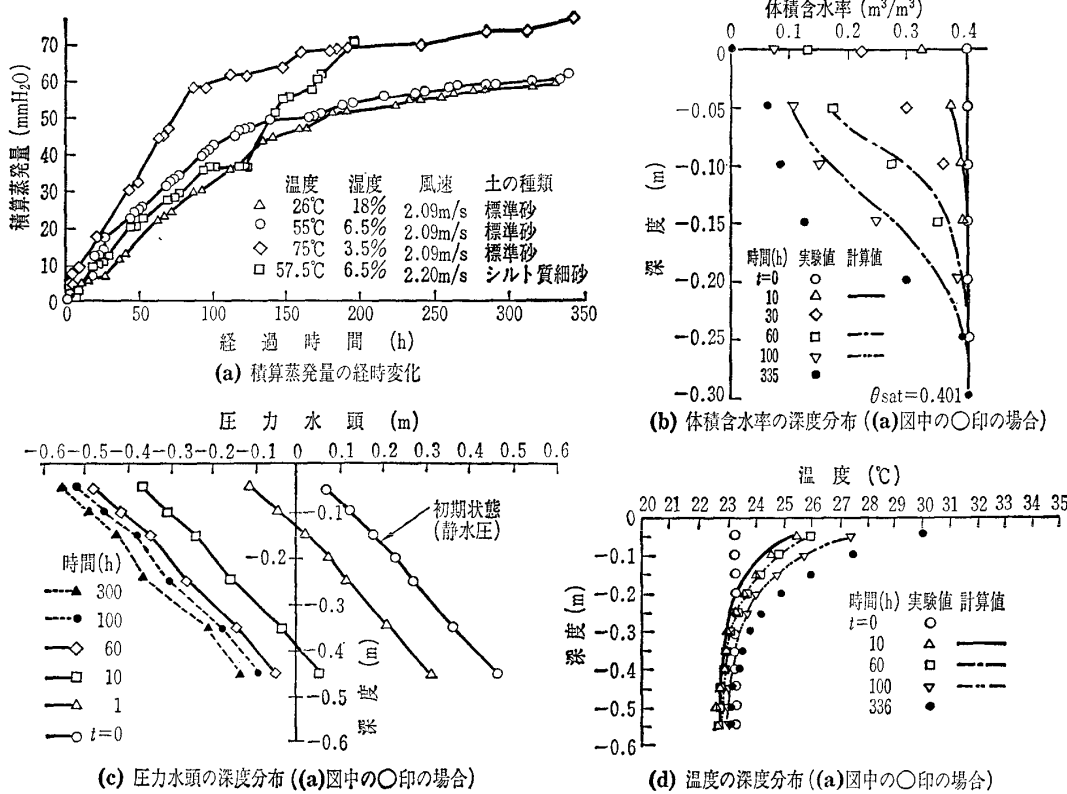 積算蒸発量 (mmH₂O)
70
60
50
40
30
20
10
0
0 50 100 150 200 250 300 350
経過時間 (h)
温度 湿度 風速 土の種類
△ 26℃ 18% 2.09m/s 標準砂
○ 55℃ 6.5% 2.09m/s 標準砂
◇ 75℃ 3.5% 2.09m/s 標準砂
□ 57.5℃ 6.5% 2.20m/s シルト質細砂
(a) 積算蒸発量の経時変化
体積含水率 (m³/m³)
0 0.1 0.2 0.3 0.4
0
-0.05
-0.10
-0.15
-0.20
-0.25
-0.30
深度 (m)
時間(h) 実験値 計算値
t=0 ○
10 △
30 ◇
60 □
100 ▽
335 ●
θsat=0.401
(b) 体積含水率の深度分布 ((a)図中の○印の場合)
圧力水頭 (m)
-0.6 -0.5 -0.4 -0.3 -0.2 -0.1 0 0.1 0.2 0.3 0.4 0.5 0.6
初期状態
(静水圧)
-0.1
-0.2
-0.3
-0.4
-0.5
-0.6
深度 (m)
時間(h)
300
100
60
10
1
t=0
(c) 圧力水頭の深度分布 ((a)図中の○印の場合)
温度 (℃)
20 21 22 23 24 25 26 27 28 29 30 31 32 33 34 35
0
-0.1
-0.2
-0.3
-0.4
-0.5
-0.6
深度 (m)
時間(h) 実験値 計算値
t=0 ○
10 △
60 □
100 ▽
336 ●
(d) 温度の深度分布 ((a)図中の○印の場合)